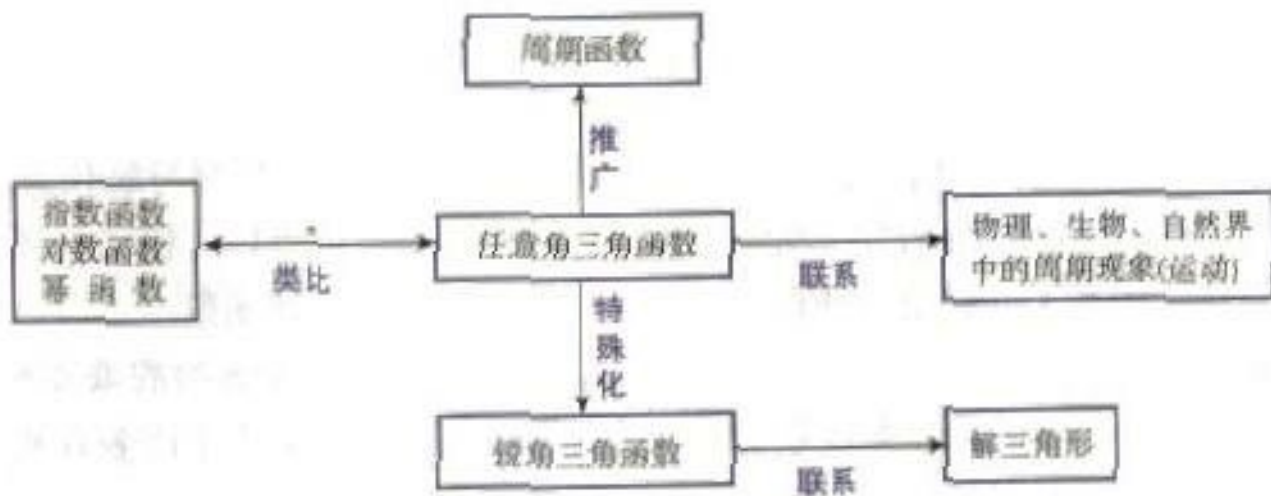 周期函数
推
广
指数函数
对数函数
幂函数
类比
任意角三角函数
联系
物理、生物、自然界
中的周期现象(运动)
特
殊
化
锐角三角函数
联系
解三角形